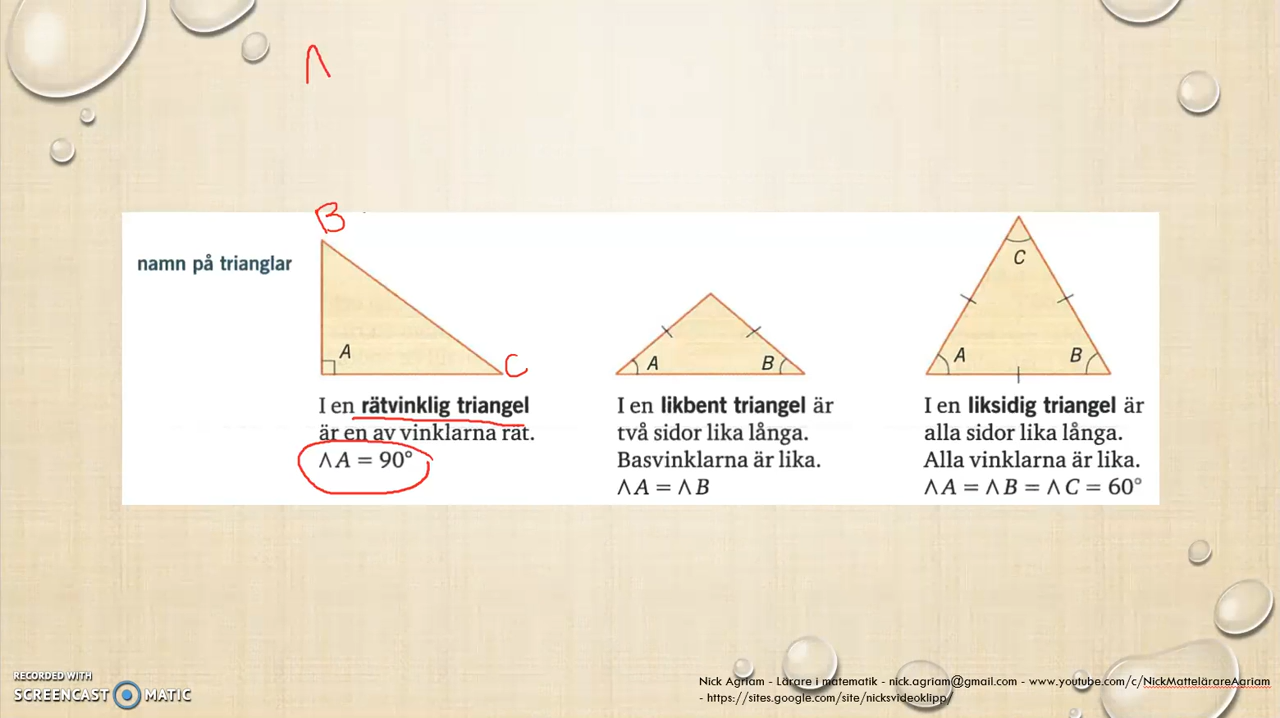 Λ
namn på trianglar
B
A
C
I en rätvinklig triangel
är en av vinklarna rät.
∧ A = 90°
A
B
I en likbent triangel är
två sidor lika långa.
Basvinklarna är lika.
∧ A = ∧ B
C
A
B
I en liksidig triangel är
alla sidor lika långa.
Alla vinklarna är lika.
∧ A = ∧ B = ∧ C = 60°
RECORDED WITH
SCREENCAST MATIC
Nick Agriam - Lärare i matematik - nick.agriam@gmail.com - www.youtube.com/c/NickMattelärareAgriam
- https://sites.google.com/site/nicksvideoklipp/